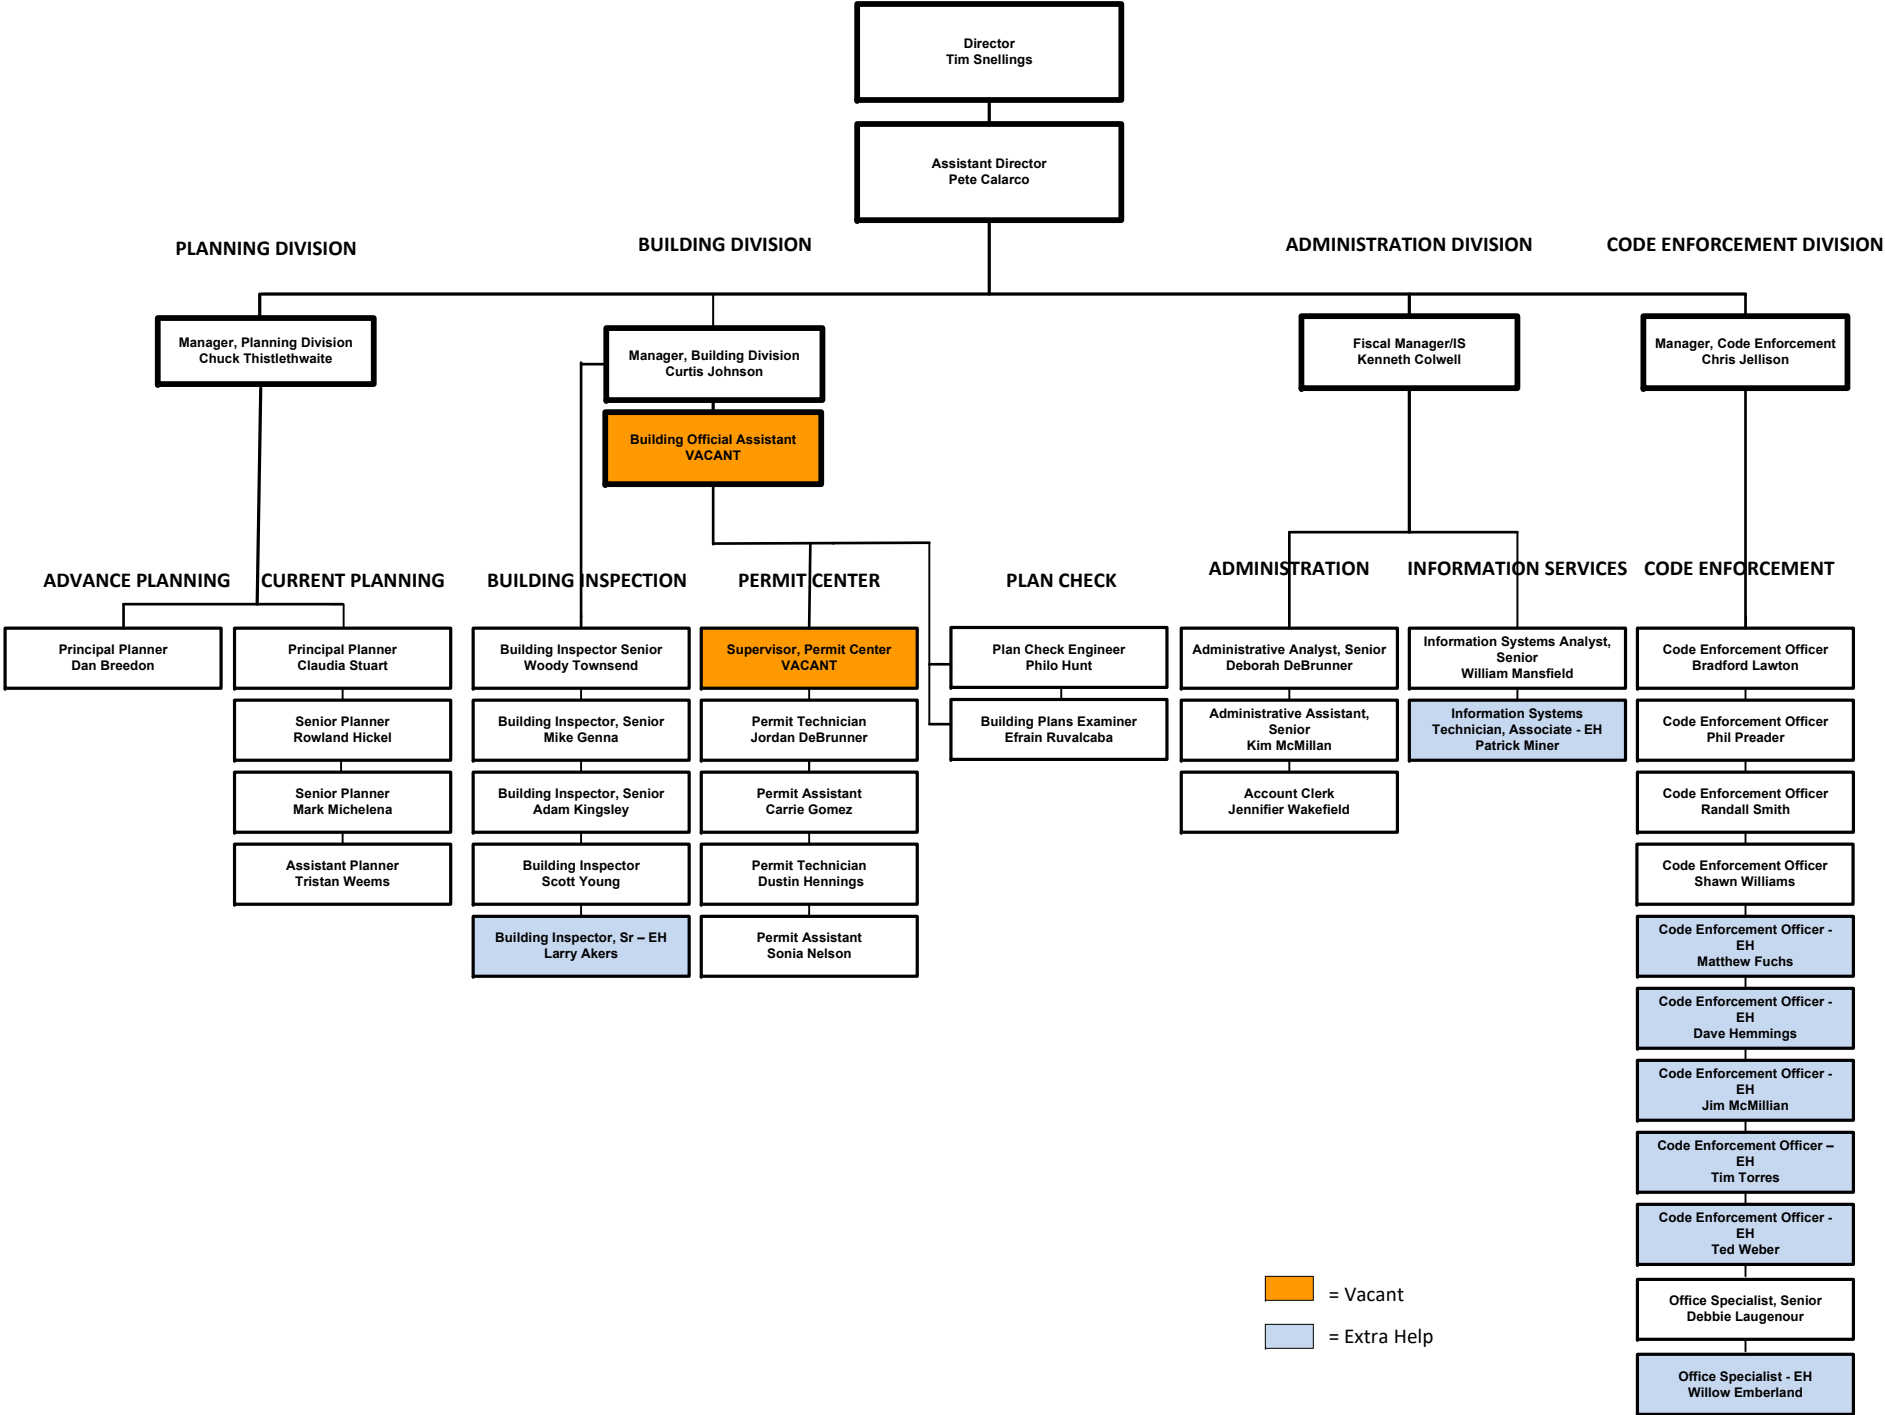 Director
Tim Snellings
Assistant Director
Pete Calarco
PLANNING DIVISION
BUILDING DIVISION
ADMINISTRATION DIVISION
CODE ENFORCEMENT DIVISION
Manager, Planning Division
Chuck Thistlethwaite
Manager, Building Division
Curtis Johnson
Building Official Assistant
VACANT
Fiscal Manager/IS
Kenneth Colwell
Manager, Code Enforcement
Chris Jellison
ADVANCE PLANNING
Principal Planner
Dan Breedon
CURRENT PLANNING
Principal Planner
Claudia Stuart
Senior Planner
Rowland Hickel
Senior Planner
Mark Michelena
Assistant Planner
Tristan Weems
BUILDING INSPECTION
Building Inspector Senior
Woody Townsend
Building Inspector, Senior
Mike Genna
Building Inspector, Senior
Adam Kingsley
Building Inspector
Scott Young
Building Inspector, Sr – EH
Larry Akers
PERMIT CENTER
Supervisor, Permit Center
VACANT
Permit Technician
Jordan DeBrunner
Permit Assistant
Carrie Gomez
Permit Technician
Dustin Hennings
Permit Assistant
Sonia Nelson
PLAN CHECK
Plan Check Engineer
Philo Hunt
Building Plans Examiner
Efrain Ruvalcaba
ADMINISTRATION
Administrative Analyst, Senior
Deborah DeBrunner
Administrative Assistant,
Senior
Kim McMillan
Account Clerk
Jennifier Wakefield
INFORMATION SERVICES
Information Systems Analyst,
Senior
William Mansfield
Information Systems
Technician, Associate - EH
Patrick Miner
CODE ENFORCEMENT
Code Enforcement Officer
Bradford Lawton
Code Enforcement Officer
Phil Preader
Code Enforcement Officer
Randall Smith
Code Enforcement Officer
Shawn Williams
Code Enforcement Officer -
EH
Matthew Fuchs
Code Enforcement Officer -
EH
Dave Hemmings
Code Enforcement Officer -
EH
Jim McMillian
Code Enforcement Officer –
EH
Tim Torres
Code Enforcement Officer -
EH
Ted Weber
Office Specialist, Senior
Debbie Laugenour
Office Specialist - EH
Willow Emberland
= Vacant
= Extra Help